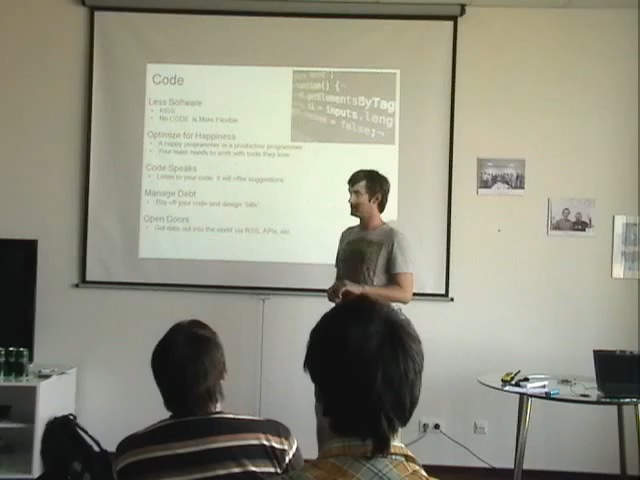 Code
Less Software
• KISS
• No CODE is More Flexible
Optimize for Happiness
• A happy programmer is a productive programmer
• Your team needs to work with tools they love
Code Speaks
• Listen to your code, it will offer suggestions
Manage Debt
• Pay off your code and design "bills"
Open Doors
• Get data out into the world via RSS, APIs, etc
() {
ElementsByTag
inputs.lang
= false;